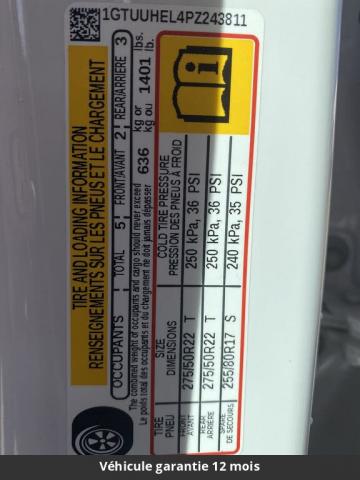 1GTUUHEL4PZ243811
TIRE AND LOADING INFORMATION
RENSEIGNEMENTS SUR LES PNEUS ET LE CHARGEMENT
OCCUPANTS TOTAL 5 FRONT/AVANT 2 REAR/ARRIÈRE 3
The combined weight of occupants and cargo should never exceed 636 kg or 1401 lbs.
Le poids total des occupants et du chargement ne doit jamais dépasser kg ou lb.
TIRE SIZE COLD TIRE PRESSURE
PNEU DIMENSIONS PRESSION DES PNEUS À FROID
FRONT
AVANT 275/50R22 T 250 kPa, 36 PSI
REAR
ARRIÈRE 275/50R22 T 250 kPa, 36 PSI
SPARE
DE SECOURS 255/80R17 S 240 kPa, 35 PSI
Véhicule garantie 12 mois